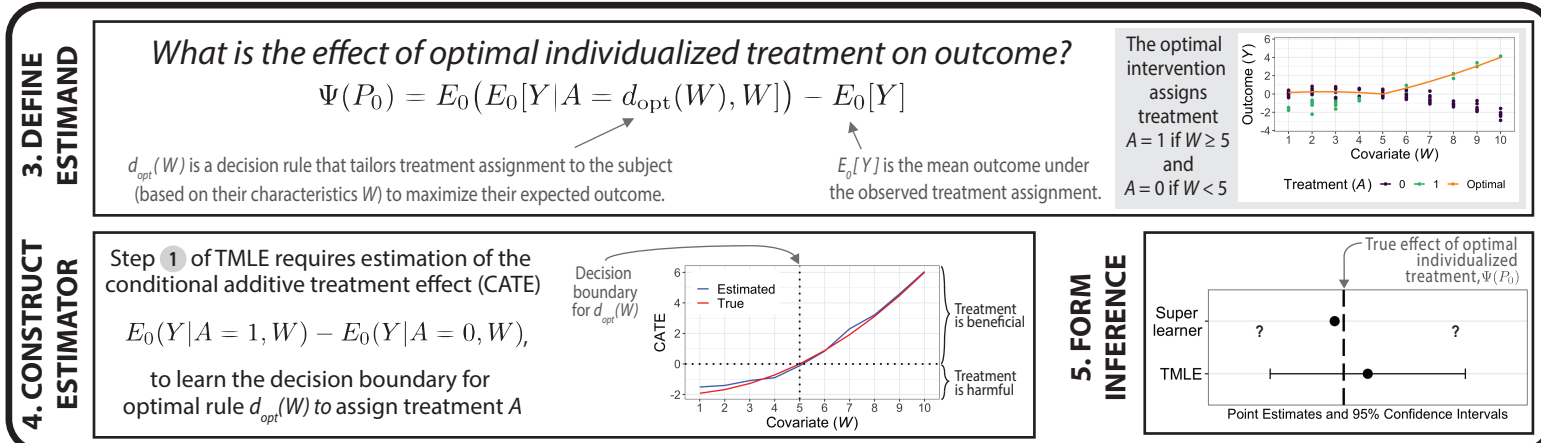 3. DEFINE
ESTIMAND
What is the effect of optimal individualized treatment on outcome?
Ψ(P₀) = E₀(E₀[Y|A = d_opt(W), W]) − E₀[Y]
d_opt(W) is a decision rule that tailors treatment assignment to the subject
(based on their characteristics W) to maximize their expected outcome.
E₀[Y] is the mean outcome under
the observed treatment assignment.
The optimal
intervention
assigns
treatment
A = 1 if W ≥ 5
and
A = 0 if W < 5
Outcome (Y)
6
4
2
0
-2
-4
1 2 3 4 5 6 7 8 9 10
Covariate (W)
Treatment (A) 0 1 Optimal
4. CONSTRUCT
ESTIMATOR
Step 1 of TMLE requires estimation of the
conditional additive treatment effect (CATE)
E₀(Y|A = 1, W) − E₀(Y|A = 0, W),
to learn the decision boundary for
optimal rule d_opt(W) to assign treatment A
Decision
boundary
for d_opt(W)
CATE
6
4
2
0
-2
Estimated
True
1 2 3 4 5 6 7 8 9 10
Covariate (W)
Treatment
is beneficial
Treatment
is harmful
5. FORM
INFERENCE
True effect of optimal
individualized
treatment, Ψ(P₀)
Super
learner
? ?
TMLE
Point Estimates and 95% Confidence Intervals